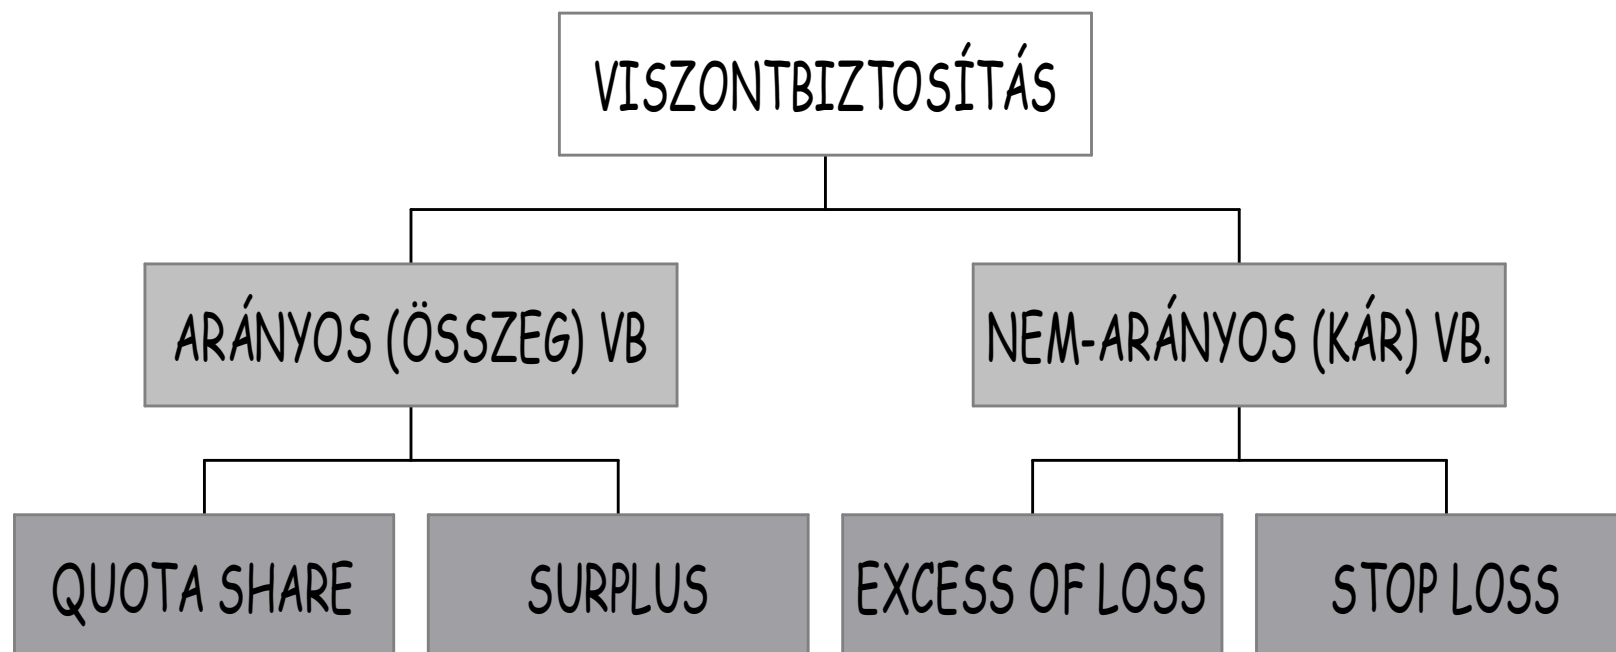 VISZONTBIZTOSÍTÁS
ARÁNYOS (ÖSSZEG) VB
NEM-ARÁNYOS (KÁR) VB.
QUOTA SHARE
SURPLUS
EXCESS OF LOSS
STOP LOSS